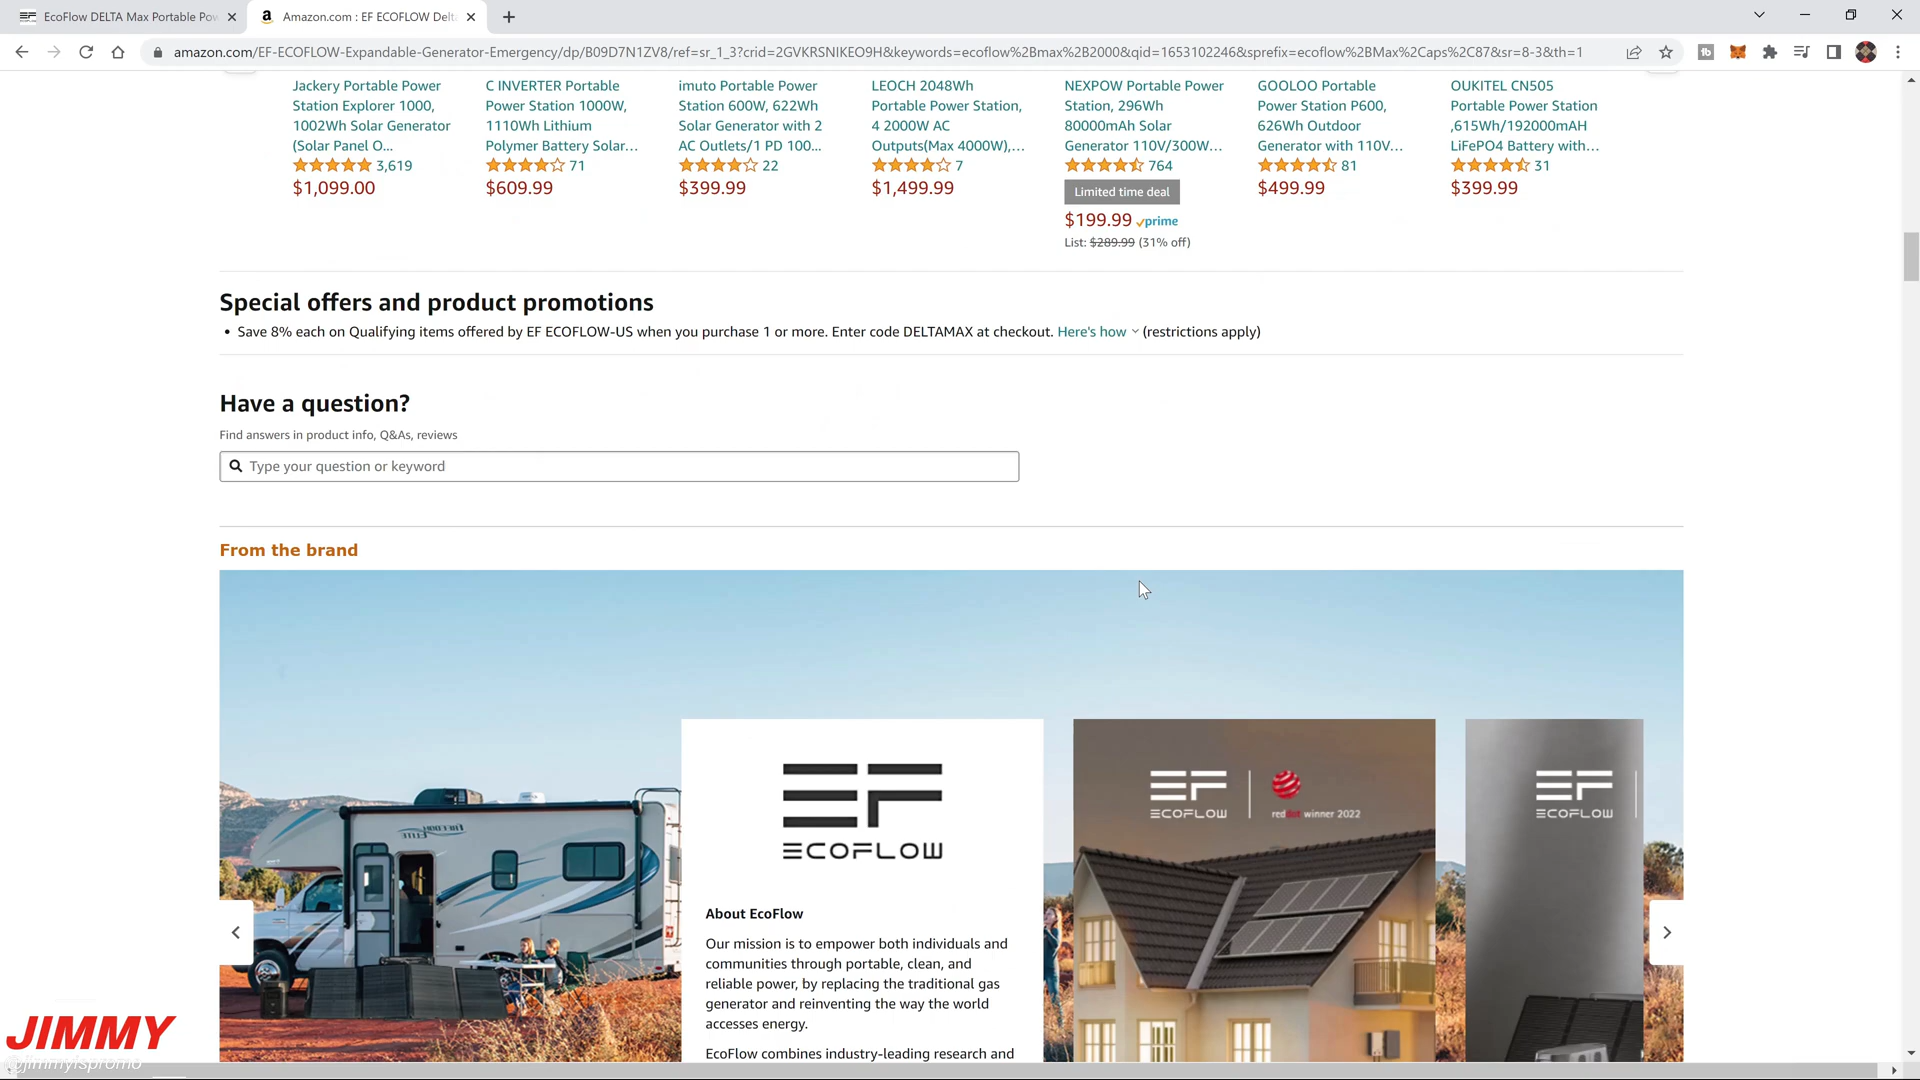 EcoFlow DELTA Max Portable Pow
Amazon.com : EF ECOFLOW Delta
amazon.com/EF-ECOFLOW-Expandable-Generator-Emergency/dp/B09D7N1ZV8/ref=sr_1_3?crid=2GVKRSNIKEO9H&keywords=ecoflow%2Bmax%2B2000&qid=1653102246&sprefix=ecoflow%2BMax%2Caps%2C87&sr=8-3&th=1
Jackery Portable Power
Station Explorer 1000,
1002Wh Solar Generator
(Solar Panel O...
3,619
$1,099.00
C INVERTER Portable
Power Station 1000W,
1110Wh Lithium
Polymer Battery Solar...
71
$609.99
imuto Portable Power
Station 600W, 622Wh
Solar Generator with 2
AC Outlets/1 PD 100...
22
$399.99
LEOCH 2048Wh
Portable Power Station,
4 2000W AC
Outputs(Max 4000W),...
7
$1,499.99
NEXPOW Portable Power
Station, 296Wh
80000mAh Solar
Generator 110V/300W...
764
Limited time deal
$199.99 prime
List: $289.99 (31% off)
GOOLOO Portable
Power Station P600,
626Wh Outdoor
Generator with 110V...
81
$499.99
OUKITEL CN505
Portable Power Station
,615Wh/192000mAH
LiFePO4 Battery with...
31
$399.99
Special offers and product promotions
• Save 8% each on Qualifying items offered by EF ECOFLOW-US when you purchase 1 or more. Enter code DELTAMAX at checkout. Here's how (restrictions apply)
Have a question?
Find answers in product info, Q&As, reviews
Type your question or keyword
From the brand
EF
ECOFLOW
About EcoFlow
Our mission is to empower both individuals and
communities through portable, clean, and
reliable power, by replacing the traditional gas
generator and reinventing the way the world
accesses energy.
EcoFlow combines industry-leading research and
EF
ECOFLOW
reddot winner 2022
EF
ECOFLOW
JIMMY
@jimmyispromo